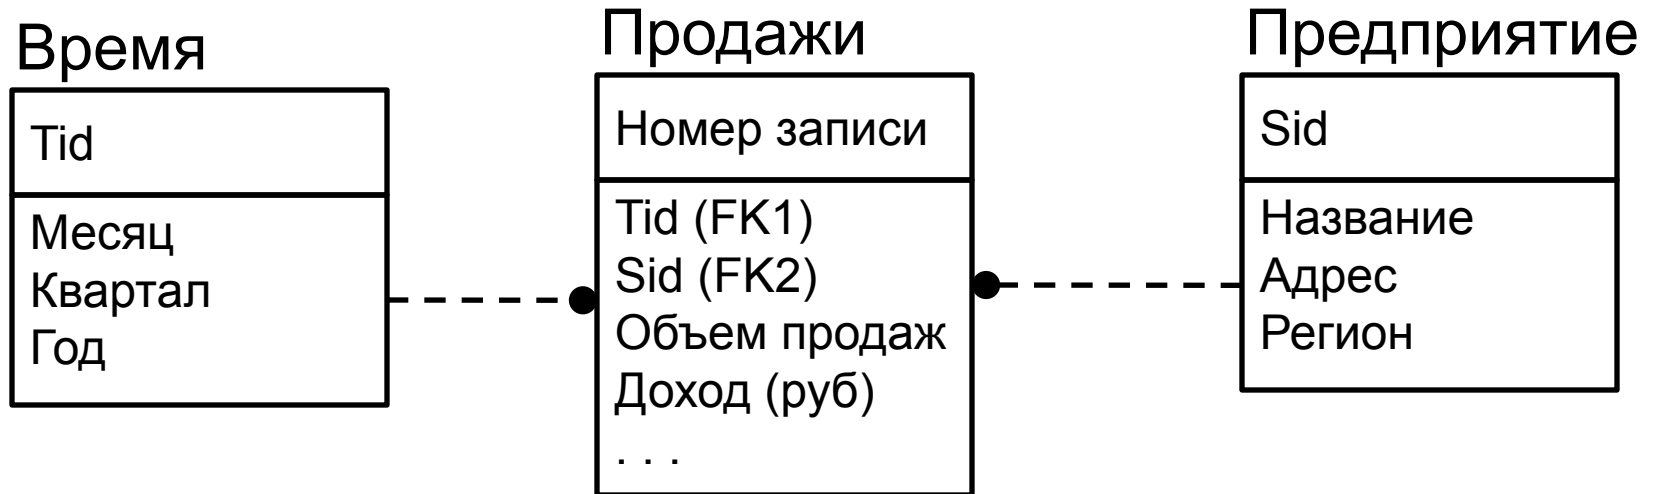 Время
Tid
Месяц
Квартал
Год
Продажи
Номер записи
Tid (FK1)
Sid (FK2)
Объем продаж
Доход (руб)
. . .
Предприятие
Sid
Название
Адрес
Регион